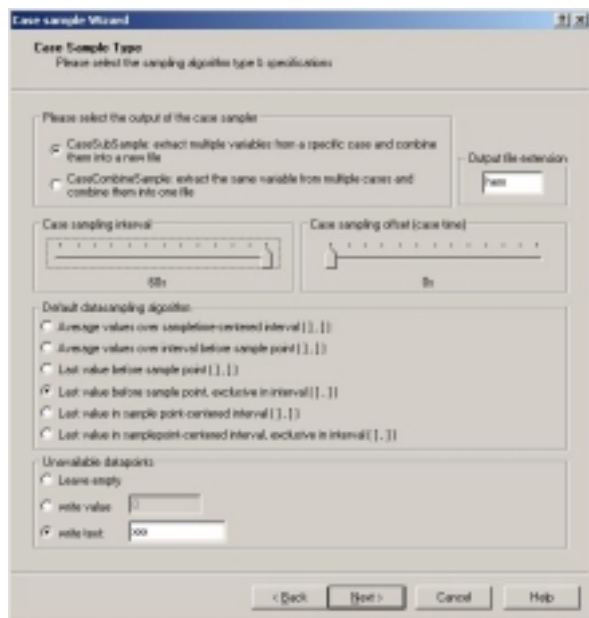 Case sample Wizard
Case Sample Type
Please select the sampling algorithm type & specifications
Please select the output of the case sampler
CaseSubSample: extract multiple variables from a specific case and combine
them into a new file
CaseCombineSample: extract the same variable from multiple cases and
combine them into one file
Output file extension
Case sampling interval
60s
Case sampling offset (case time)
0s
Default datasampling algorithm
Average values over sampletime-centered interval ( ] , ] )
Average values over interval before sample point ( ] , ] )
Last value before sample point ( ] , ] )
Last value before sample point, exclusive in interval ( ] , ] )
Last value in sample point-centered interval ( ] , ] )
Last value in samplepoint-centered interval, exclusive in interval ( ] , ] )
Unavailable datapoints
Leave empty
write value
0
write text:
xxx
< Back
Next >
Cancel
Help